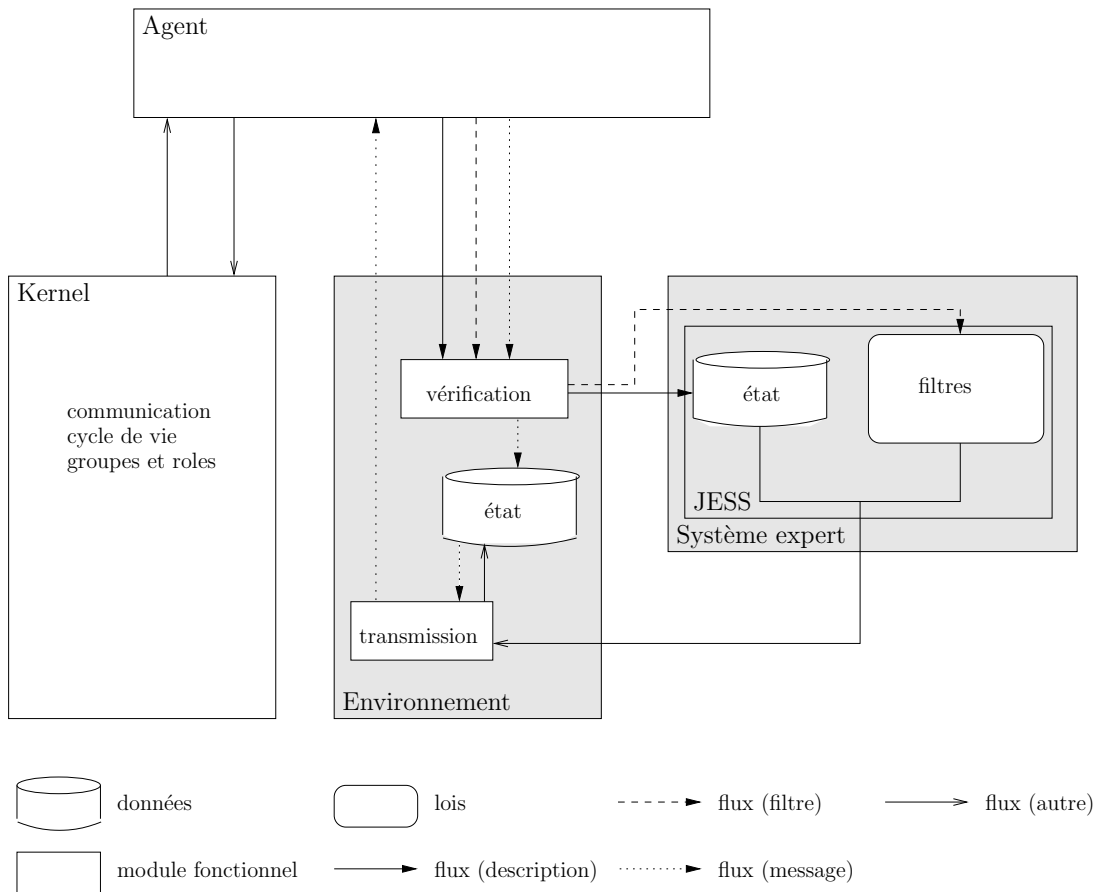 Agent
Kernel
communication
cycle de vie
groupes et roles
vérification
état
transmission
Environnement
état
filtres
JESS
Système expert
données
lois
flux (filtre)
flux (autre)
module fonctionnel
flux (description)
flux (message)